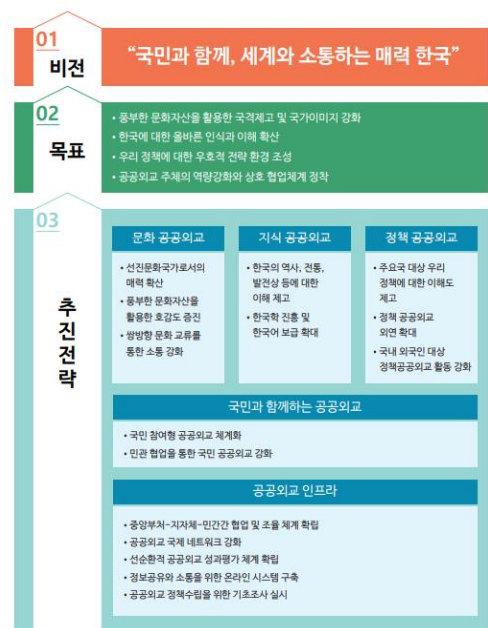 01
비전
“국민과 함께, 세계와 소통하는 매력 한국”
02
목표
• 풍부한 문화자산을 활용한 국격제고 및 국가이미지 강화
• 한국에 대한 올바른 인식과 이해 확산
• 우리 정책에 대한 우호적 전략 환경 조성
• 공공외교 주체의 역량강화와 상호 협업체계 정착
03
추진전략
문화 공공외교
• 선진문화국가로서의
매력 확산
• 풍부한 문화자산을
활용한 호감도 증진
• 쌍방향 문화 교류를
통한 소통 강화
지식 공공외교
• 한국의 역사, 전통,
발전상 등에 대한
이해 제고
• 한국학 진흥 및
한국어 보급 확대
정책 공공외교
• 주요국 대상 우리
정책에 대한 이해도
제고
• 정책 공공외교
외연 확대
• 국내 외국인 대상
정책공공외교 활동 강화
국민과 함께하는 공공외교
• 국민 참여형 공공외교 체계화
• 민관 협업을 통한 국민 공공외교 강화
공공외교 인프라
• 중앙부처-지자체-민간간 협업 및 조율 체계 확립
• 공공외교 국제 네트워크 강화
• 선순환적 공공외교 성과평가 체계 확립
• 정보공유와 소통을 위한 온라인 시스템 구축
• 공공외교 정책수립을 위한 기초조사 실시